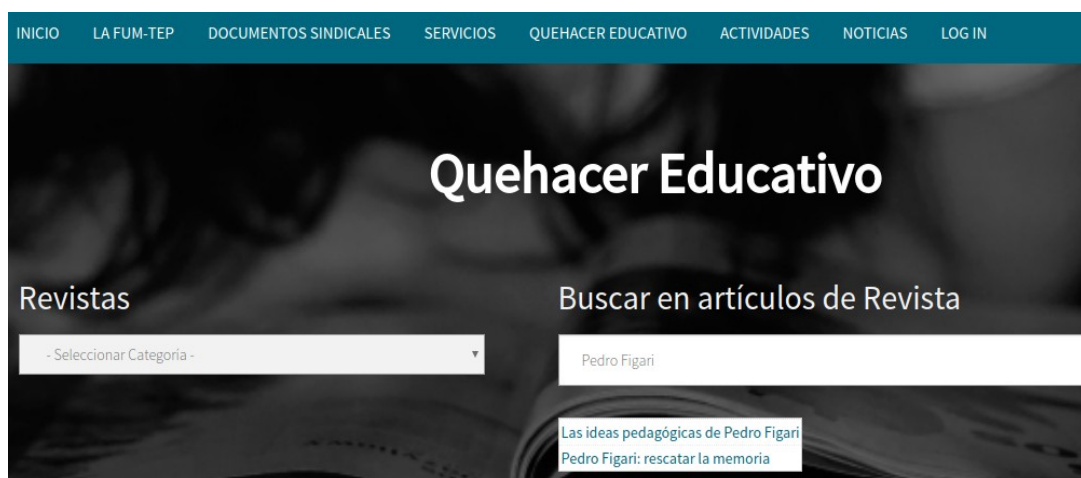 INICIO LA FUM-TEP DOCUMENTOS SINDICALES SERVICIOS QUEHACER EDUCATIVO ACTIVIDADES NOTICIAS LOG IN
Quehacer Educativo
Revistas
- Seleccionar Categoría -
Buscar en artículos de Revista
Pedro Figari
Las ideas pedagógicas de Pedro Figari
Pedro Figari: rescatar la memoria